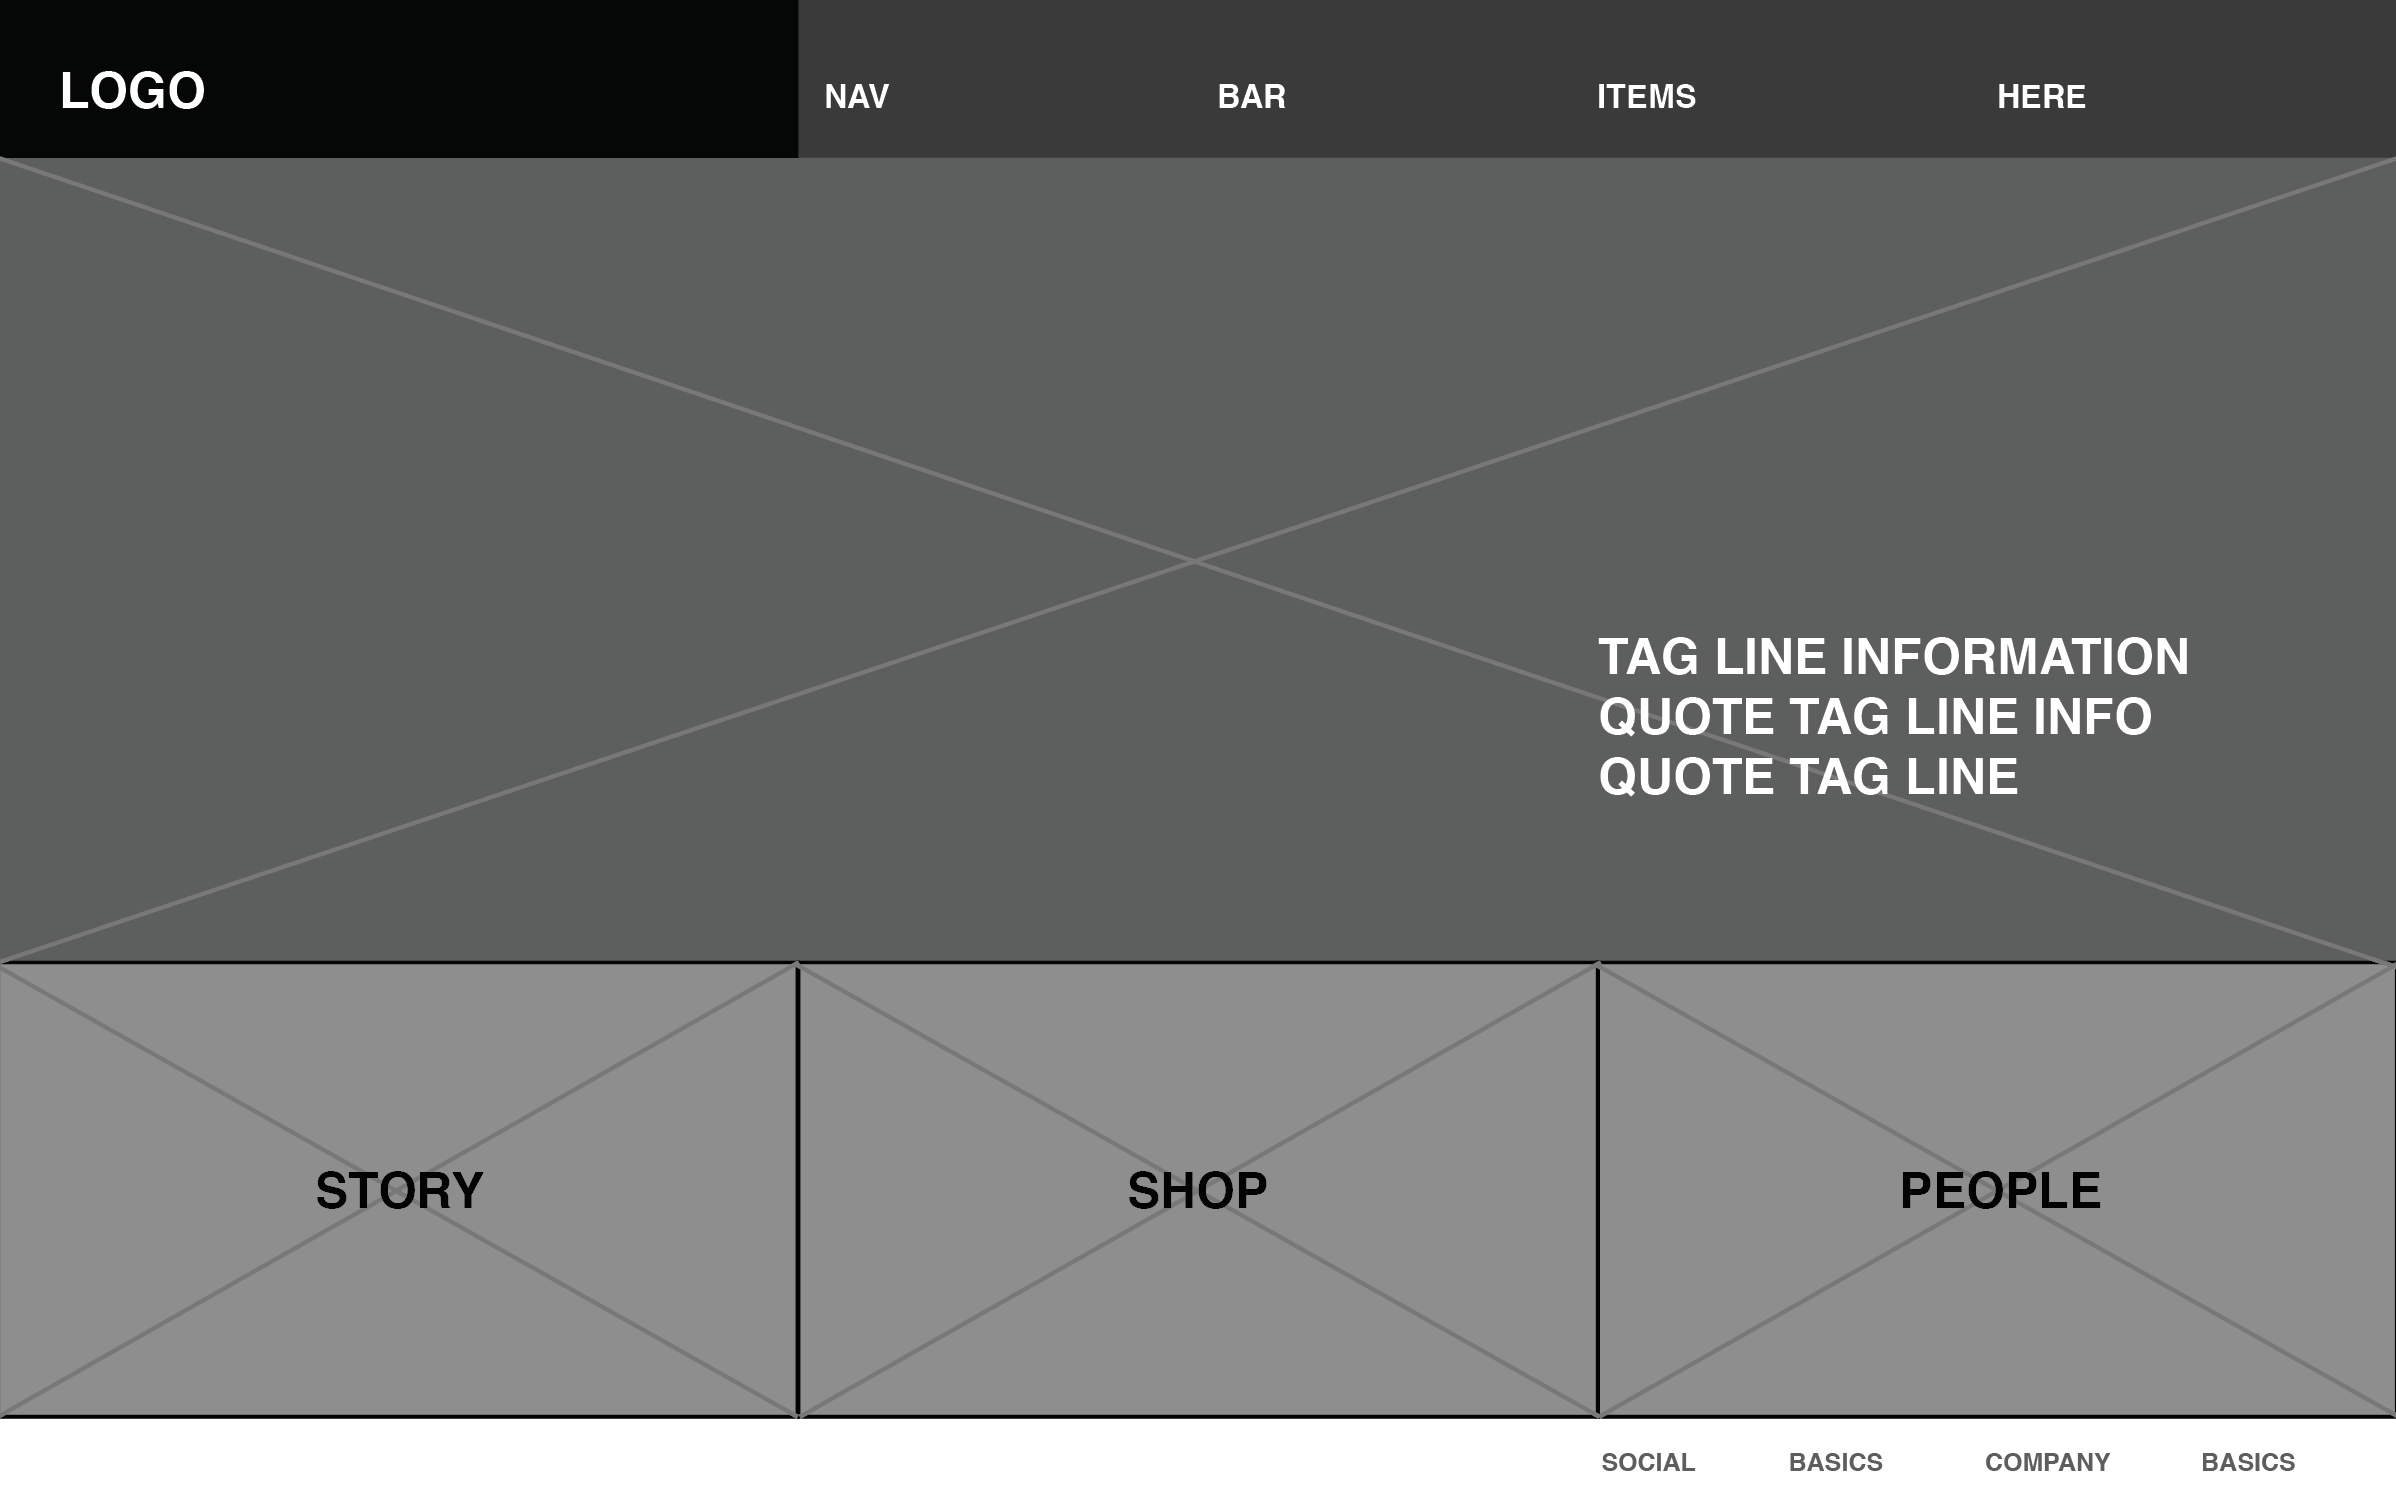 LOGO
NAV BAR ITEMS HERE
TAG LINE INFORMATION
QUOTE TAG LINE INFO
QUOTE TAG LINE
STORY SHOP PEOPLE
SOCIAL BASICS COMPANY BASICS